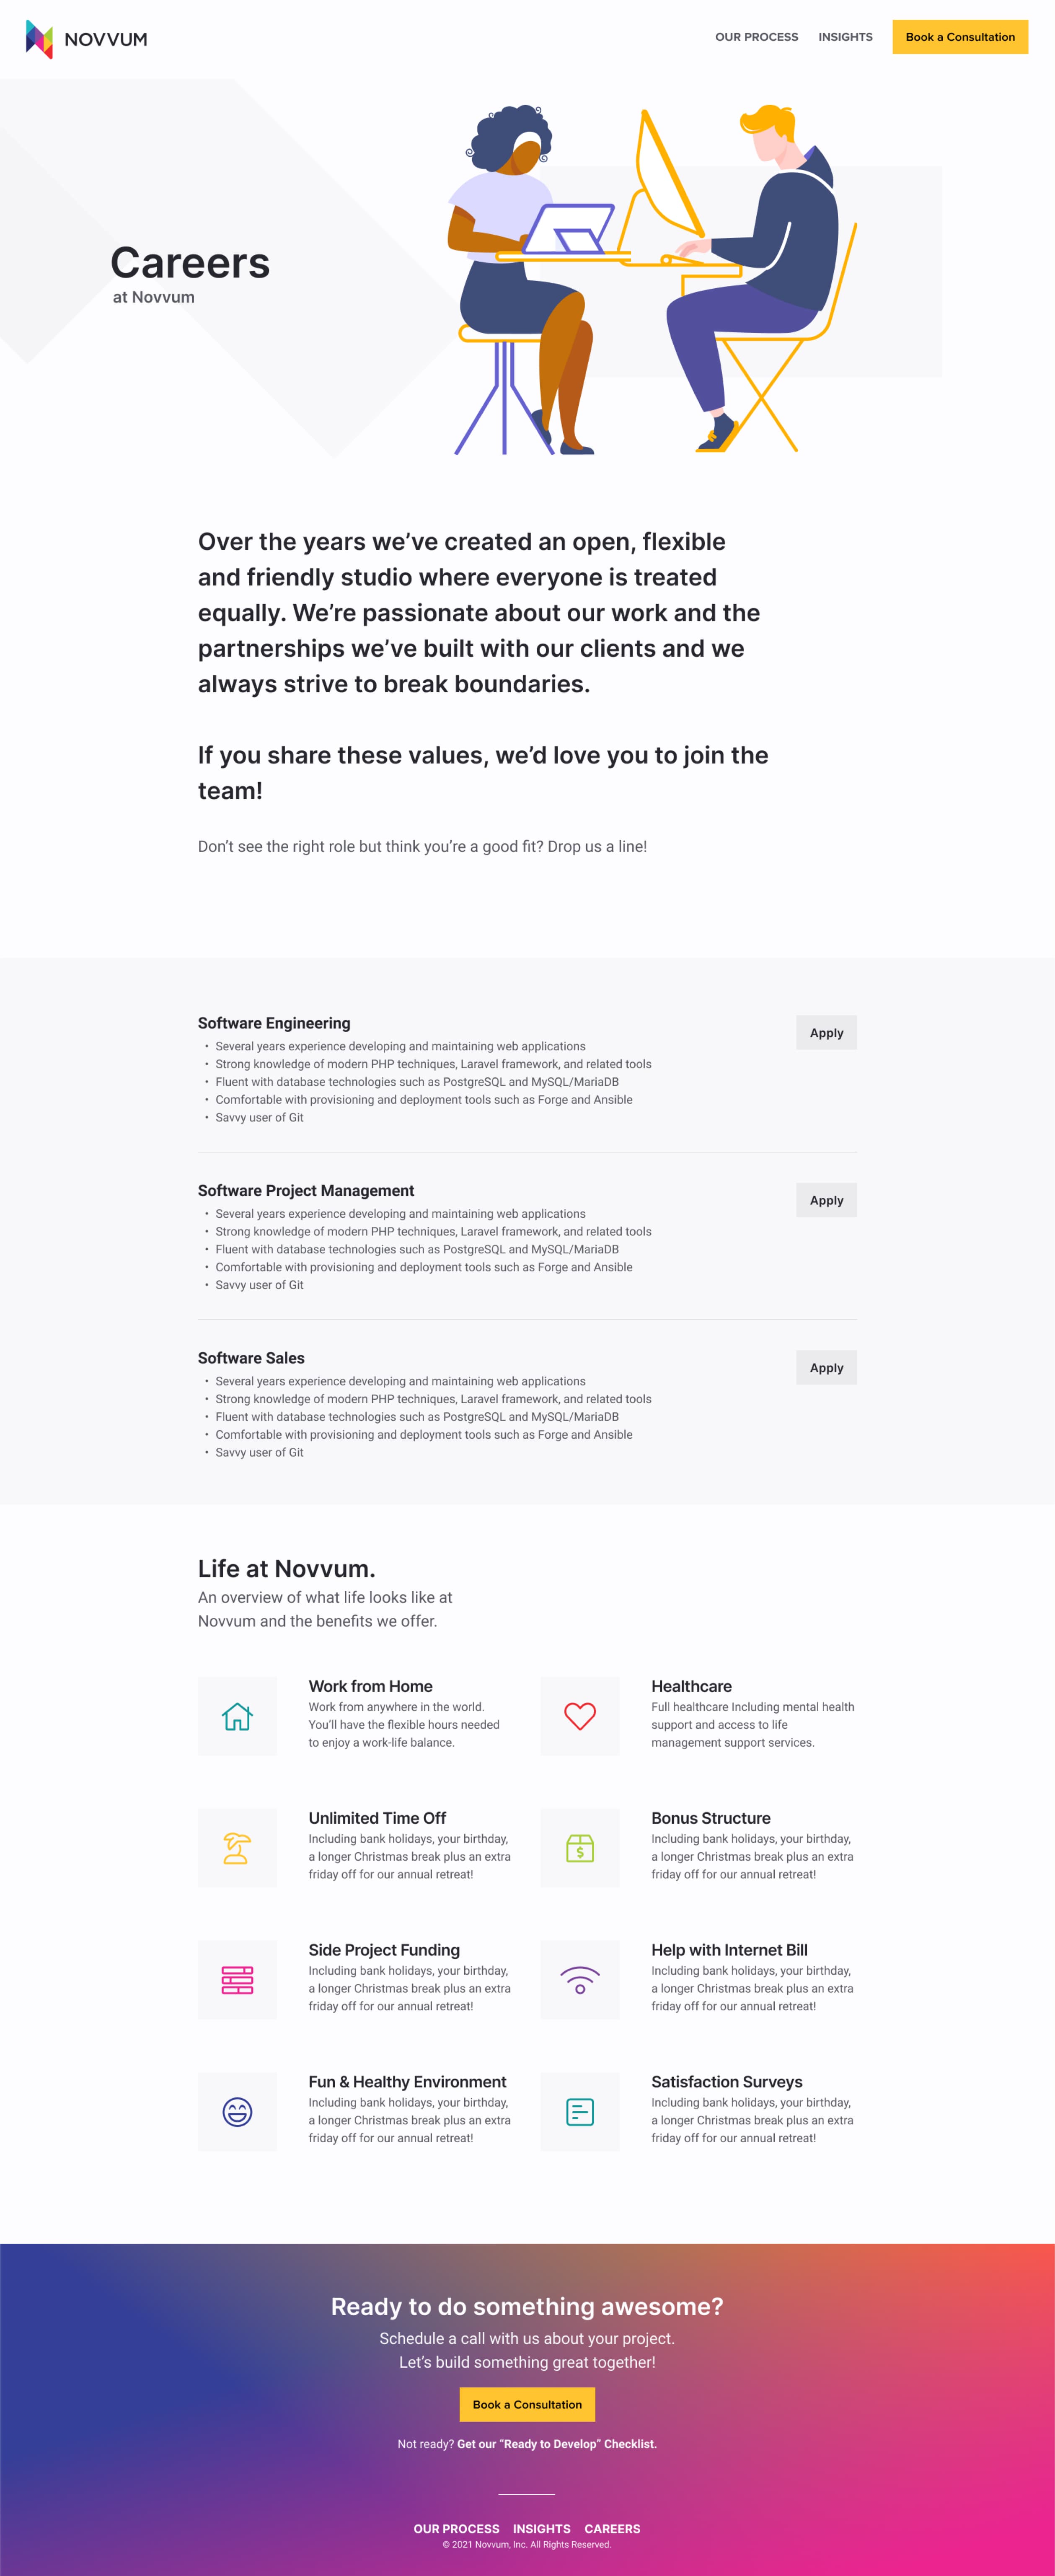 NOVVUM
OUR PROCESS INSIGHTS Book a Consultation
Careers
at Novvum
Over the years we’ve created an open, flexible
and friendly studio where everyone is treated
equally. We’re passionate about our work and the
partnerships we’ve built with our clients and we
always strive to break boundaries.
If you share these values, we’d love you to join the
team!
Don’t see the right role but think you’re a good fit? Drop us a line!
Software Engineering
Apply
• Several years experience developing and maintaining web applications
• Strong knowledge of modern PHP techniques, Laravel framework, and related tools
• Fluent with database technologies such as PostgreSQL and MySQL/MariaDB
• Comfortable with provisioning and deployment tools such as Forge and Ansible
• Savvy user of Git
Software Project Management
Apply
• Several years experience developing and maintaining web applications
• Strong knowledge of modern PHP techniques, Laravel framework, and related tools
• Fluent with database technologies such as PostgreSQL and MySQL/MariaDB
• Comfortable with provisioning and deployment tools such as Forge and Ansible
• Savvy user of Git
Software Sales
Apply
• Several years experience developing and maintaining web applications
• Strong knowledge of modern PHP techniques, Laravel framework, and related tools
• Fluent with database technologies such as PostgreSQL and MySQL/MariaDB
• Comfortable with provisioning and deployment tools such as Forge and Ansible
• Savvy user of Git
Life at Novvum.
An overview of what life looks like at
Novvum and the benefits we offer.
Work from Home
Work from anywhere in the world.
You’ll have the flexible hours needed
to enjoy a work-life balance.
Healthcare
Full healthcare Including mental health
support and access to life
management support services.
Unlimited Time Off
Including bank holidays, your birthday,
a longer Christmas break plus an extra
friday off for our annual retreat!
Bonus Structure
Including bank holidays, your birthday,
a longer Christmas break plus an extra
friday off for our annual retreat!
Side Project Funding
Including bank holidays, your birthday,
a longer Christmas break plus an extra
friday off for our annual retreat!
Help with Internet Bill
Including bank holidays, your birthday,
a longer Christmas break plus an extra
friday off for our annual retreat!
Fun & Healthy Environment
Including bank holidays, your birthday,
a longer Christmas break plus an extra
friday off for our annual retreat!
Satisfaction Surveys
Including bank holidays, your birthday,
a longer Christmas break plus an extra
friday off for our annual retreat!
Ready to do something awesome?
Schedule a call with us about your project.
Let’s build something great together!
Book a Consultation
Not ready? Get our “Ready to Develop” Checklist.
OUR PROCESS INSIGHTS CAREERS
© 2021 Novvum, Inc. All Rights Reserved.